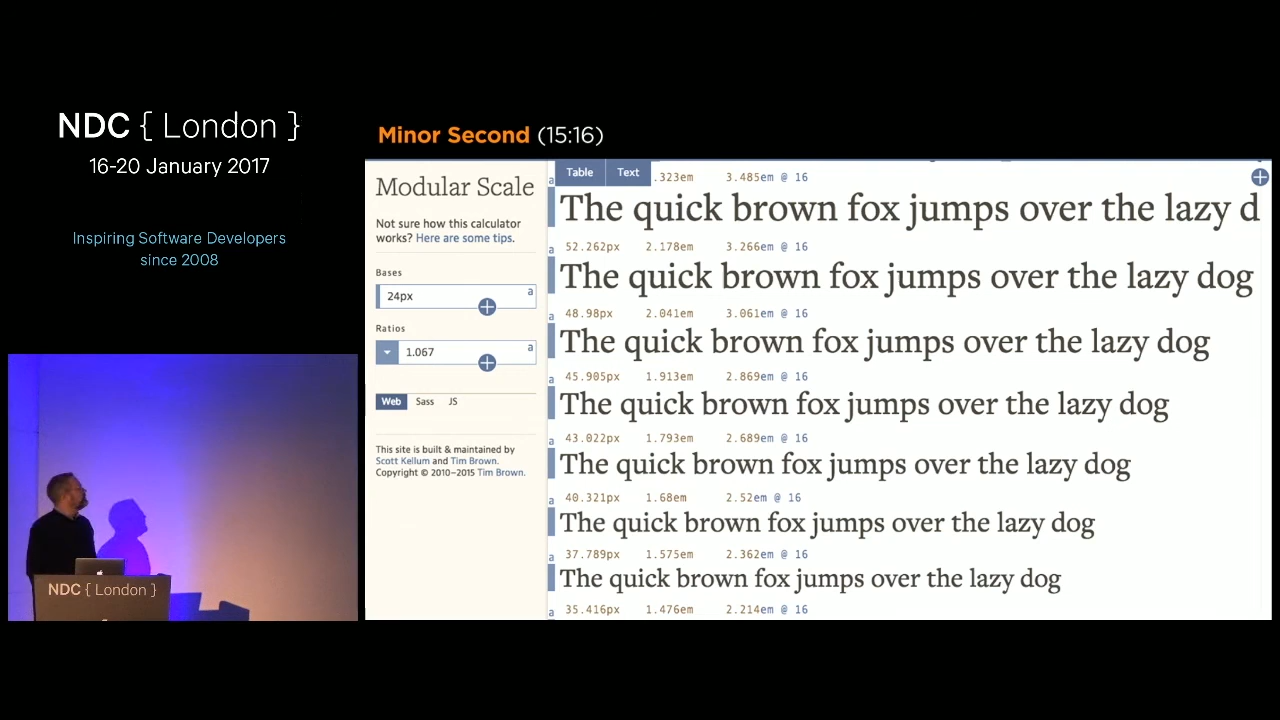 NDC { London }
16-20 January 2017
Inspiring Software Developers
since 2008
NDC { London }
Minor Second (15:16)
Modular Scale
Not sure how this calculator
works? Here are some tips.
Bases
24px a
Ratios
1.067 a
Web Sass JS
This site is built & maintained by
Scott Kellum and Tim Brown.
Copyright © 2010–2015 Tim Brown.
Table Text
a .323em 3.485em @ 16
The quick brown fox jumps over the lazy d
a 52.262px 2.178em 3.266em @ 16
The quick brown fox jumps over the lazy dog
a 48.98px 2.041em 3.061em @ 16
The quick brown fox jumps over the lazy dog
a 45.905px 1.913em 2.869em @ 16
The quick brown fox jumps over the lazy dog
a 43.022px 1.793em 2.689em @ 16
The quick brown fox jumps over the lazy dog
a 40.321px 1.68em 2.52em @ 16
The quick brown fox jumps over the lazy dog
a 37.789px 1.575em 2.362em @ 16
The quick brown fox jumps over the lazy dog
a 35.416px 1.476em 2.214em @ 16